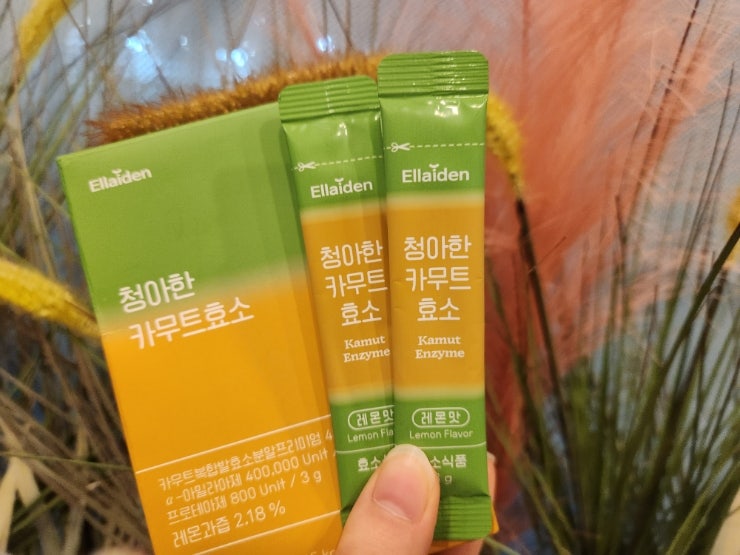 Ellaiden
청아한
카무트효소
카무트복합발효소분말프리미엄 4
α-아밀라아제 400,000 Unit
프로테아제 800 Unit / 3 g
레몬과즙 2.18 %
Ellaiden
청아한
카무트
효소
Kamut
Enzyme
레몬맛
Lemon Fla
효소
Ellaiden
청아한
카무트
효소
Kamut
Enzyme
레몬맛
Lemon Flavor
소식품
g